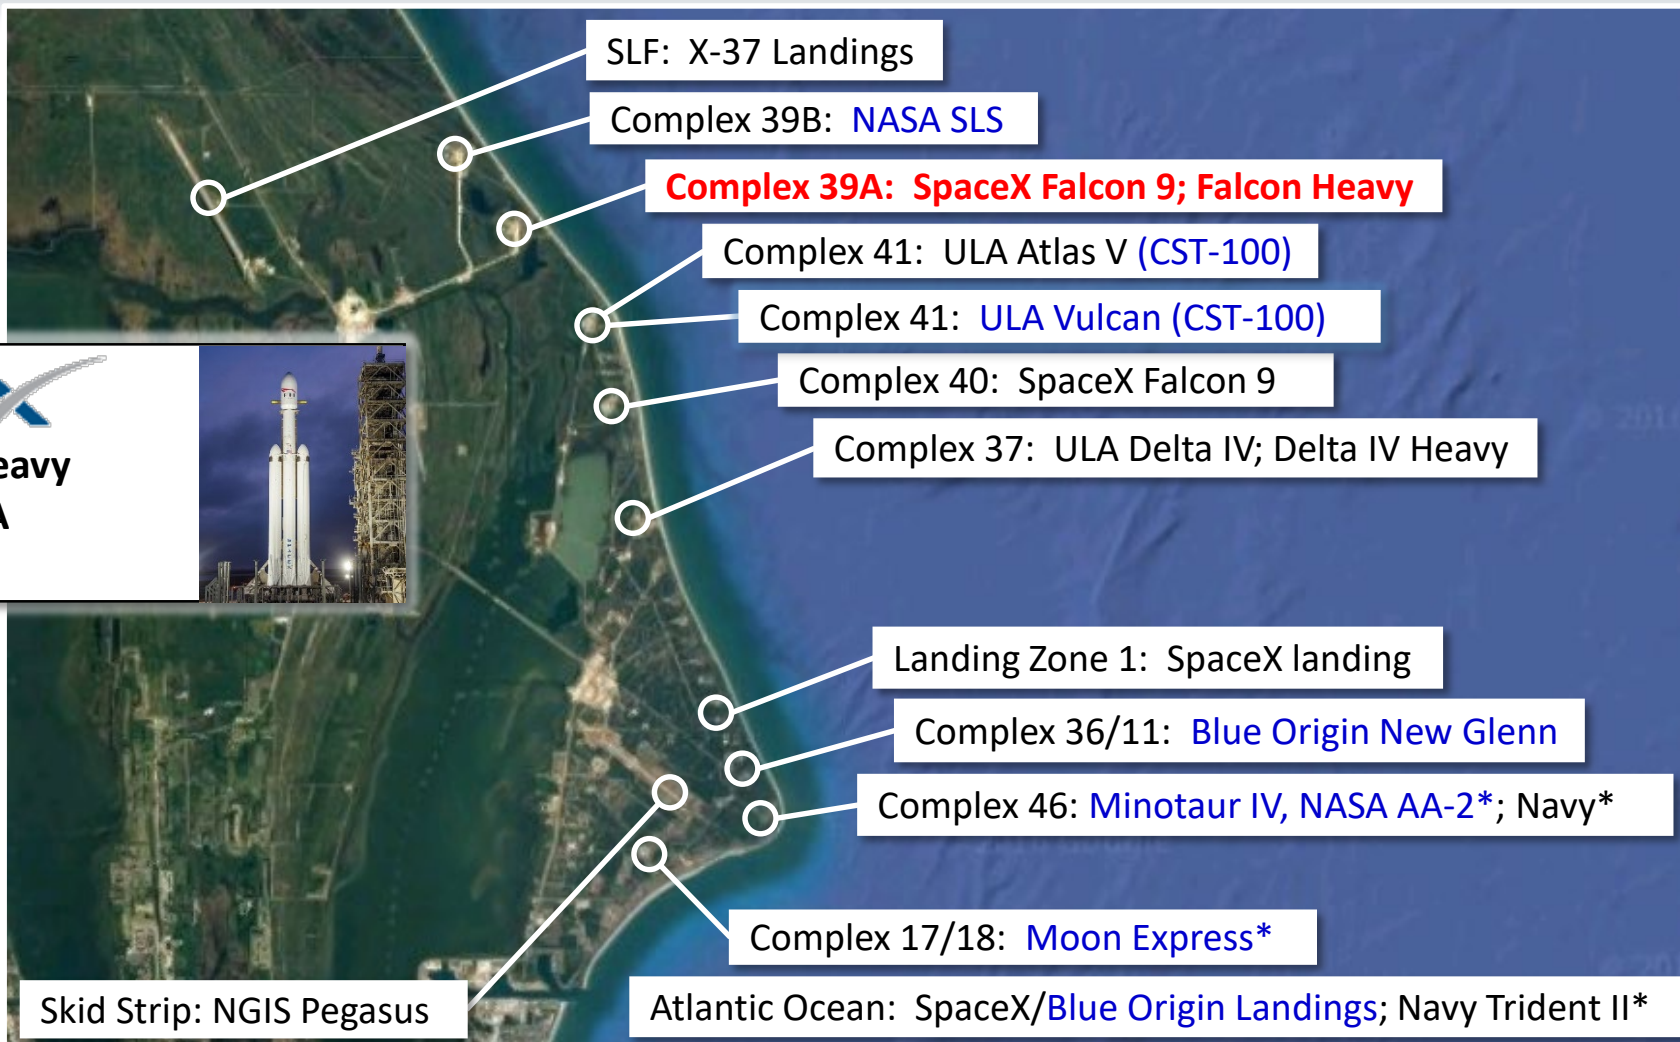 SLF: X-37 Landings
Complex 39B: NASA SLS
Complex 39A: SpaceX Falcon 9; Falcon Heavy
Complex 41: ULA Atlas V (CST-100)
Complex 41: ULA Vulcan (CST-100)
Complex 40: SpaceX Falcon 9
Complex 37: ULA Delta IV; Delta IV Heavy
eavy
A
Landing Zone 1: SpaceX landing
Complex 36/11: Blue Origin New Glenn
Complex 46: Minotaur IV, NASA AA-2*; Navy*
Complex 17/18: Moon Express*
Skid Strip: NGIS Pegasus
Atlantic Ocean: SpaceX/Blue Origin Landings; Navy Trident II*